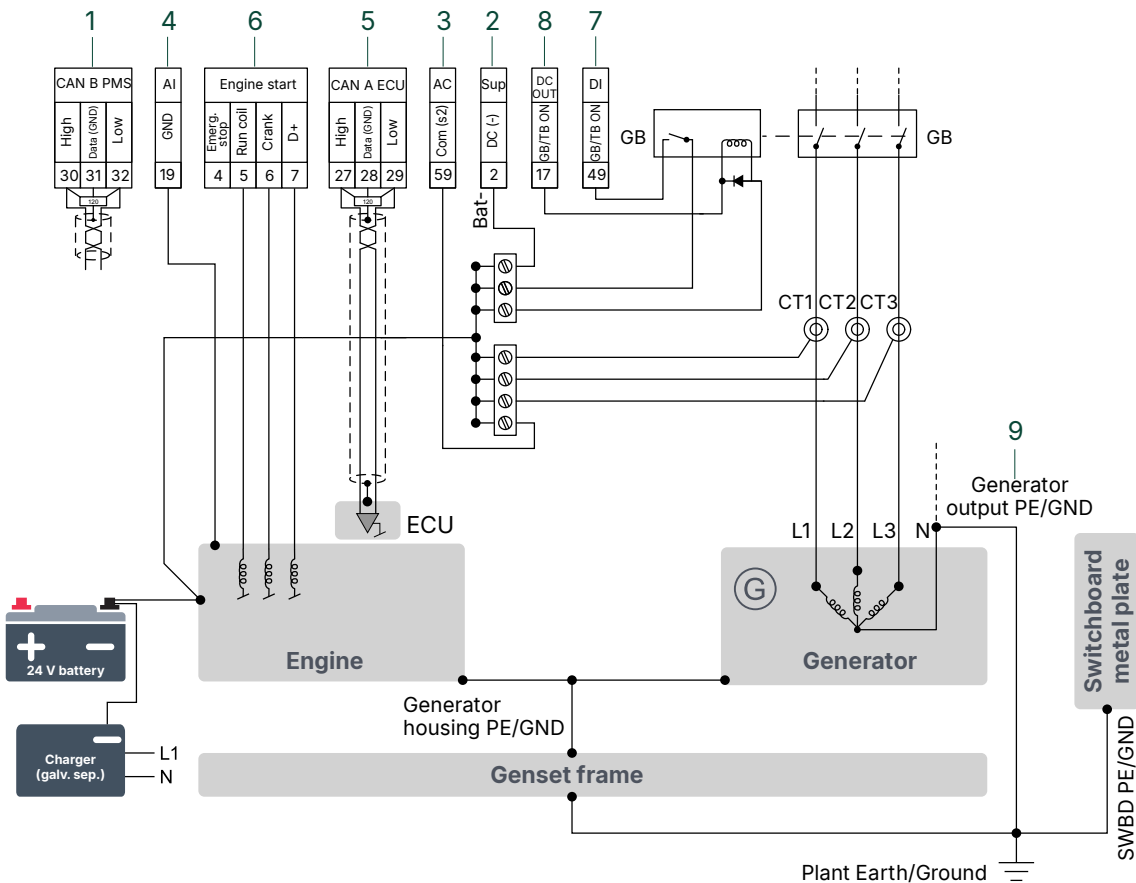 1 4 6 5 3 2 8 7
CAN B PMS
High
Data (GND)
Low
30 31 32
120
AI
GND
19
Engine start
Emerg.
stop
Run coil
Crank
D+
4 5 6 7
CAN A ECU
High
Data (GND)
Low
27 28 29
120
AC
Com (s2)
59
Sup
DC (-)
2
Bat-
DC
OUT
GB/TB ON
17
DI
GB/TB ON
49
GB
GB
CT1 CT2 CT3
9
Generator
output PE/GND
L1 L2 L3 N
ECU
G
Engine
Generator
Switchboard
metal plate
24 V battery
Generator
housing PE/GND
Charger
(galv. sep.)
L1
N
Genset frame
SWBD PE/GND
Plant Earth/Ground